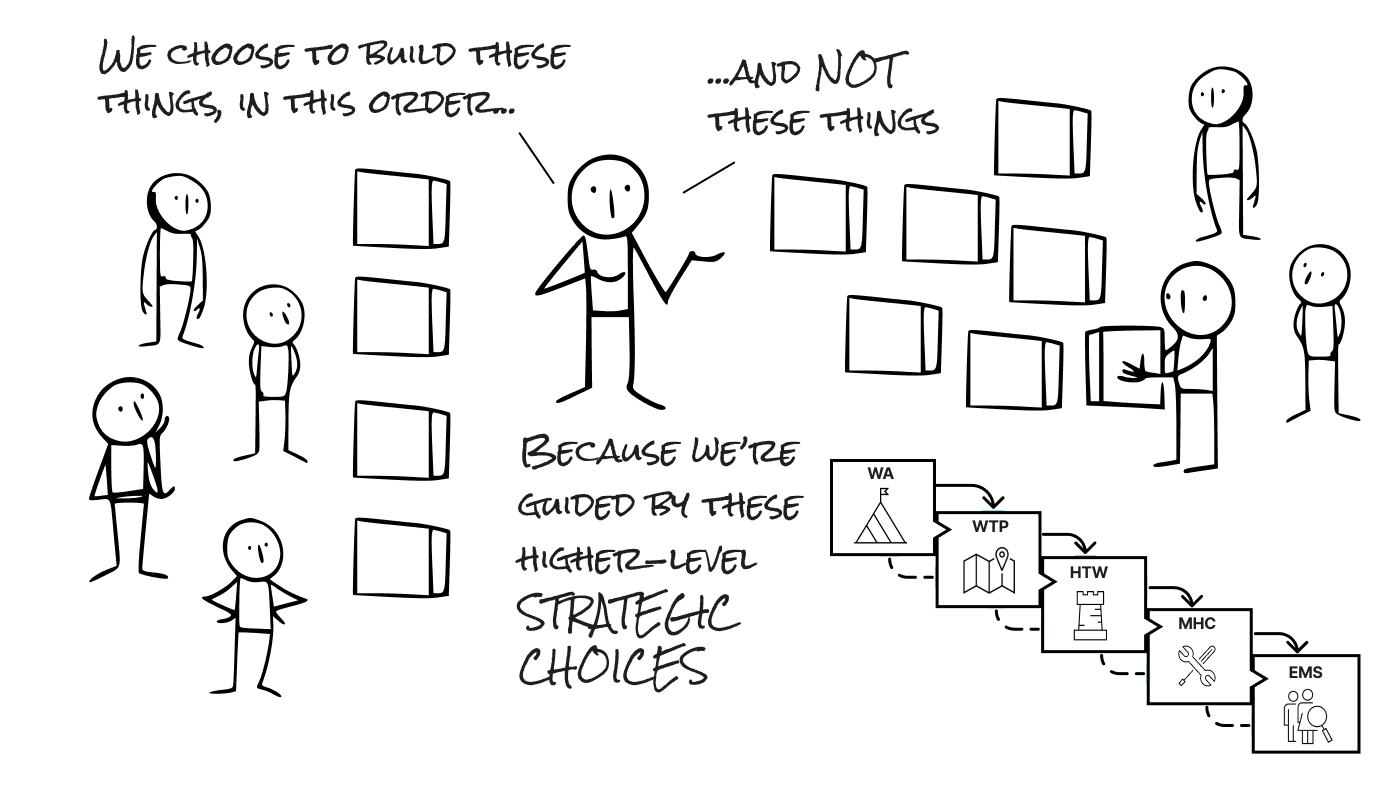 WE CHOOSE TO BUILD THESE
THINGS, IN THIS ORDER...
...AND NOT
THESE THINGS
BECAUSE WE'RE
GUIDED BY THESE
HIGHER-LEVEL
STRATEGIC
CHOICES
WA
WTP
HTW
MHC
EMS